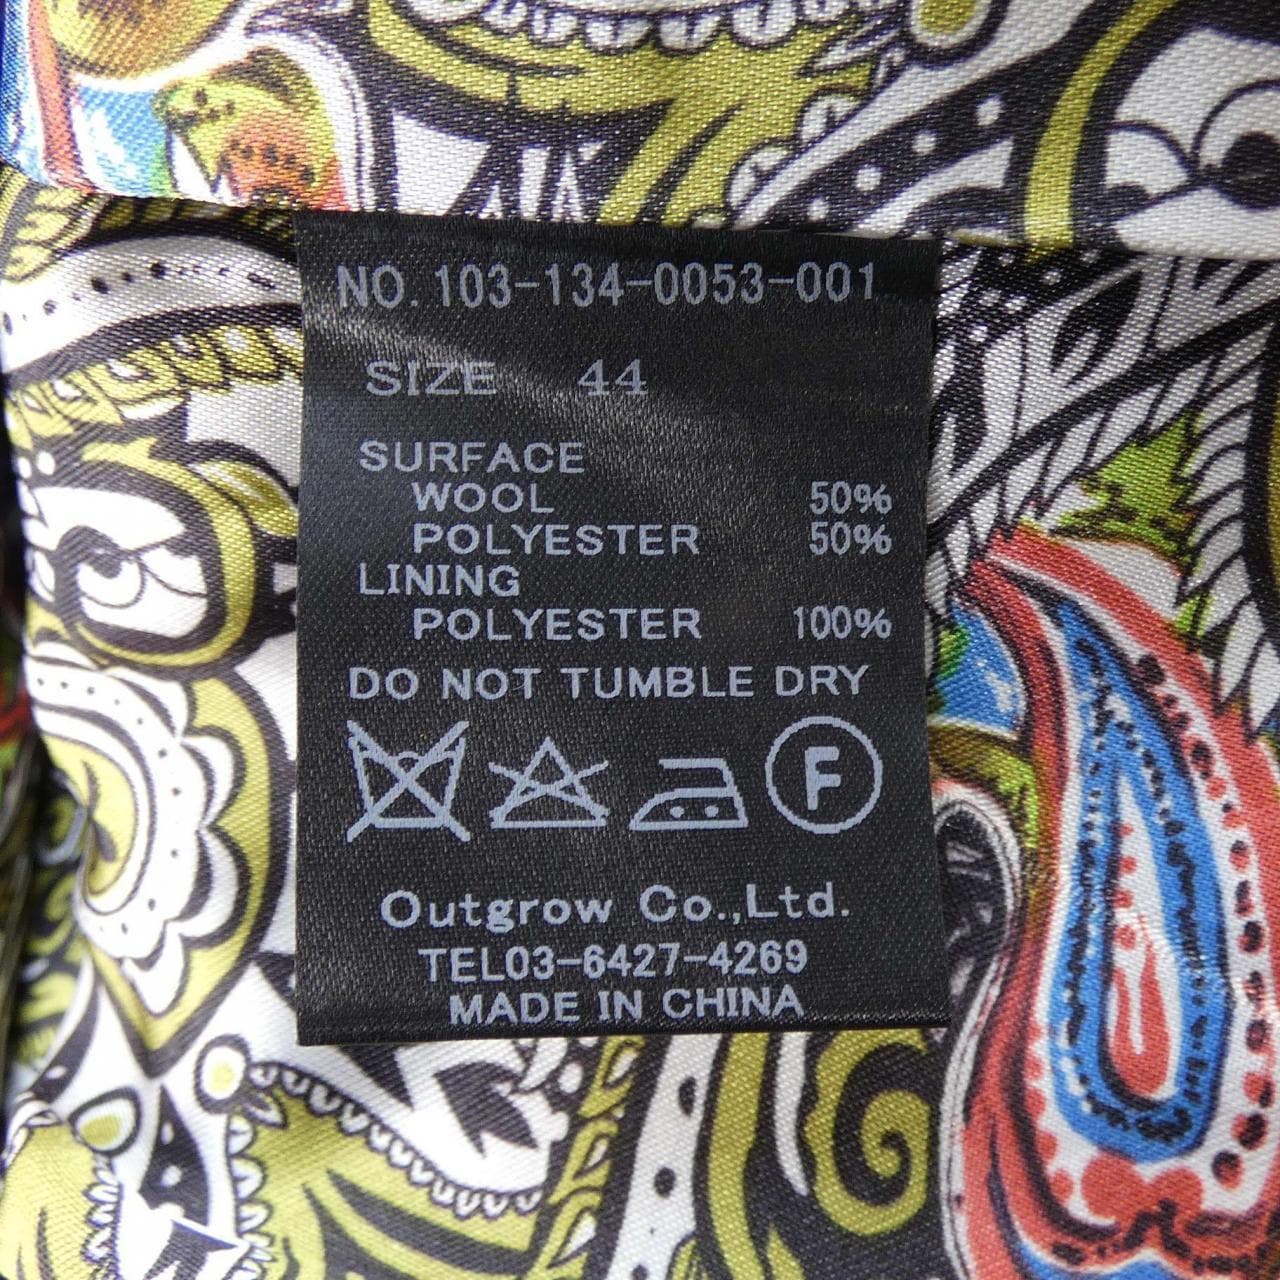 NO. 103-134-0053-001
SIZE 44
SURFACE
WOOL 50%
POLYESTER 50%
LINING
POLYESTER 100%
DO NOT TUMBLE DRY
F
Outgrow Co.,Ltd.
TEL03-6427-4269
MADE IN CHINA